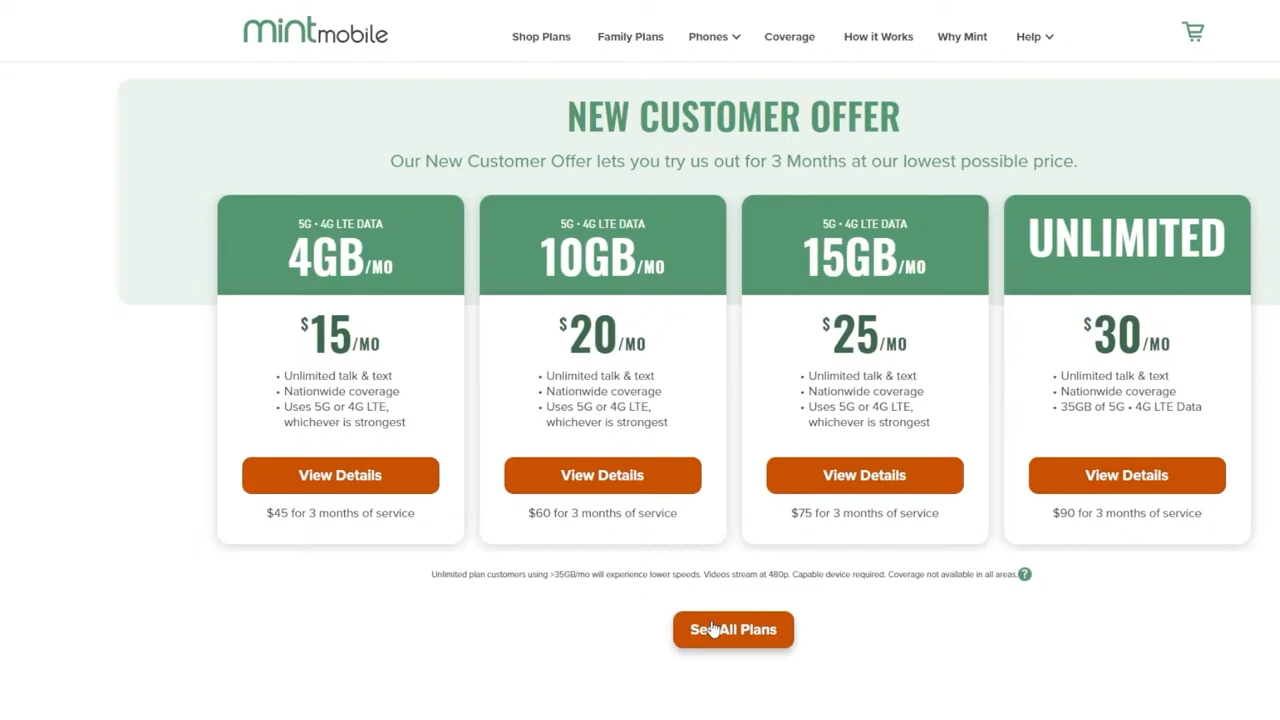 mintmobile
Shop Plans Family Plans Phones Coverage How it Works Why Mint Help
NEW CUSTOMER OFFER
Our New Customer Offer lets you try us out for 3 Months at our lowest possible price.
5G • 4G LTE DATA
4GB/MO
$15/MO
• Unlimited talk & text
• Nationwide coverage
• Uses 5G or 4G LTE,
whichever is strongest
View Details
$45 for 3 months of service
5G • 4G LTE DATA
10GB/MO
$20/MO
• Unlimited talk & text
• Nationwide coverage
• Uses 5G or 4G LTE,
whichever is strongest
View Details
$60 for 3 months of service
5G • 4G LTE DATA
15GB/MO
$25/MO
• Unlimited talk & text
• Nationwide coverage
• Uses 5G or 4G LTE,
whichever is strongest
View Details
$75 for 3 months of service
UNLIMITED
$30/MO
• Unlimited talk & text
• Nationwide coverage
• 35GB of 5G • 4G LTE Data
View Details
$90 for 3 months of service
Unlimited plan customers using >35GB/mo will experience lower speeds. Videos stream at 480p. Capable device required. Coverage not available in all areas. ?
See All Plans